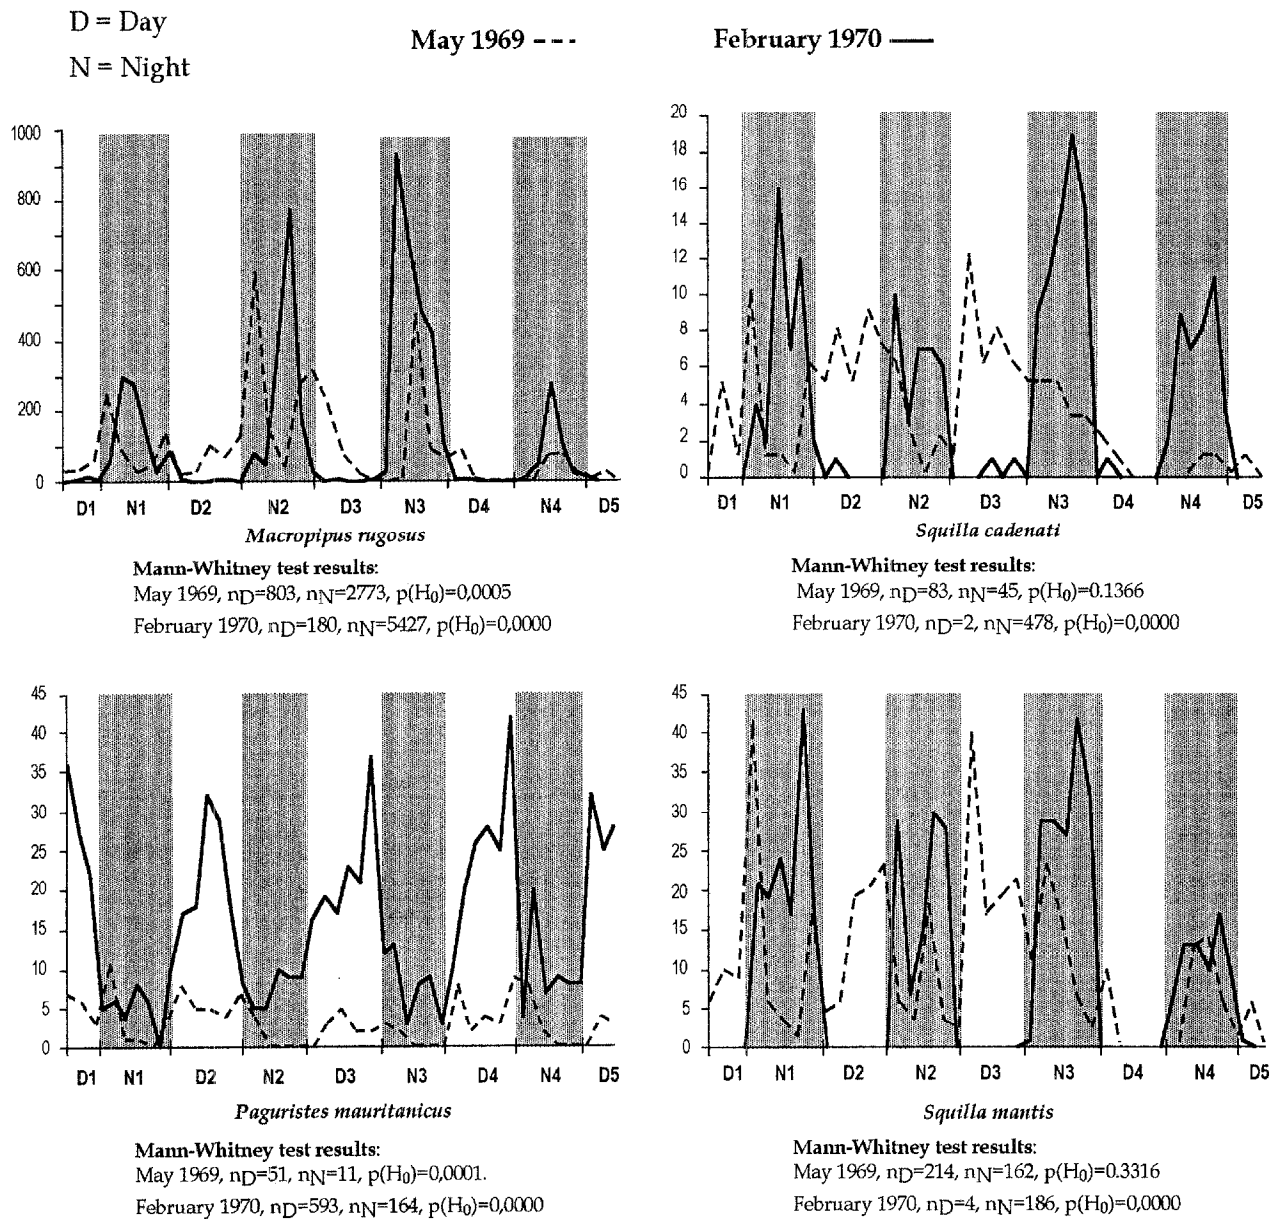 D = Day
N = Night
May 1969 ---
February 1970 —
1000
800
600
400
200
0
D1 N1 D2 N2 D3 N3 D4 N4 D5
Macropipus rugosus
Mann-Whitney test results:
May 1969, nD=803, nN=2773, p(H0)=0,0005
February 1970, nD=180, nN=5427, p(H0)=0,0000
20
18
16
14
12
10
8
6
4
2
0
D1 N1 D2 N2 D3 N3 D4 N4 D5
Squilla cadenati
Mann-Whitney test results:
May 1969, nD=83, nN=45, p(H0)=0.1366
February 1970, nD=2, nN=478, p(H0)=0,0000
45
40
35
30
25
20
15
10
5
0
D1 N1 D2 N2 D3 N3 D4 N4 D5
Paguristes mauritanicus
Mann-Whitney test results:
May 1969, nD=51, nN=11, p(H0)=0,0001.
February 1970, nD=593, nN=164, p(H0)=0,0000
45
40
35
30
25
20
15
10
5
0
D1 N1 D2 N2 D3 N3 D4 N4 D5
Squilla mantis
Mann-Whitney test results:
May 1969, nD=214, nN=162, p(H0)=0.3316
February 1970, nD=4, nN=186, p(H0)=0,0000